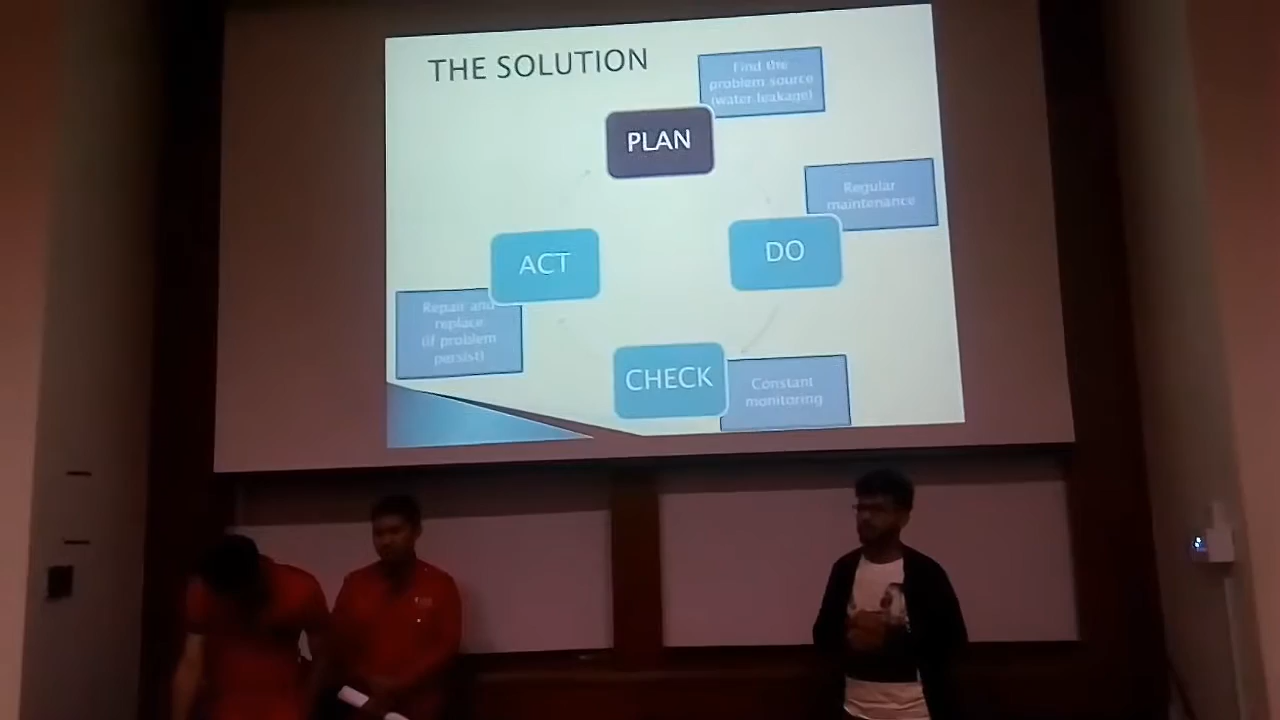 THE SOLUTION
Find the
problem source
(water leakage)
PLAN
Regular
maintenance
DO
ACT
Repair and
replace
(if problem
persist)
CHECK
Constant
monitoring